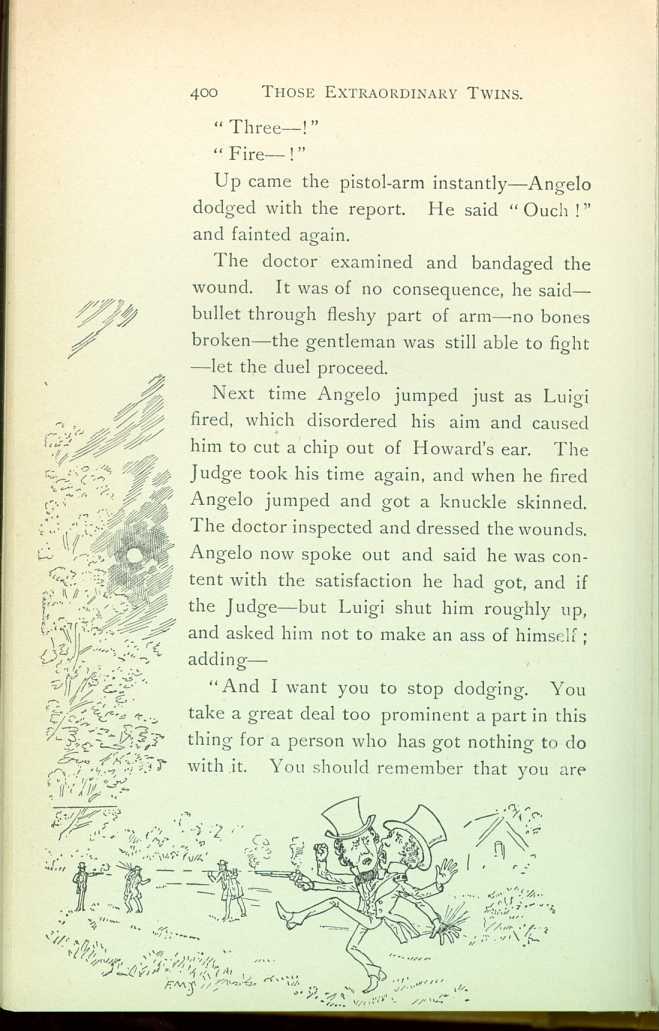 400 THOSE EXTRAORDINARY TWINS.
“ Three—!”
“ Fire— !”
Up came the pistol-arm instantly—Angelo
dodged with the report. He said “ Ouch !”
and fainted again.
The doctor examined and bandaged the
wound. It was of no consequence, he said—
bullet through fleshy part of arm—no bones
broken—the gentleman was still able to fight
—let the duel proceed.
Next time Angelo jumped just as Luigi
fired, which disordered his aim and caused
him to cut a chip out of Howard’s ear. The
Judge took his time again, and when he fired
Angelo jumped and got a knuckle skinned.
The doctor inspected and dressed the wounds.
Angelo now spoke out and said he was con-
tent with the satisfaction he had got, and if
the Judge—but Luigi shut him roughly up,
and asked him not to make an ass of himself ;
adding—
“And I want you to stop dodging. You
take a great deal too prominent a part in this
thing for a person who has got nothing to do
with it. You should remember that you are
F.M.S